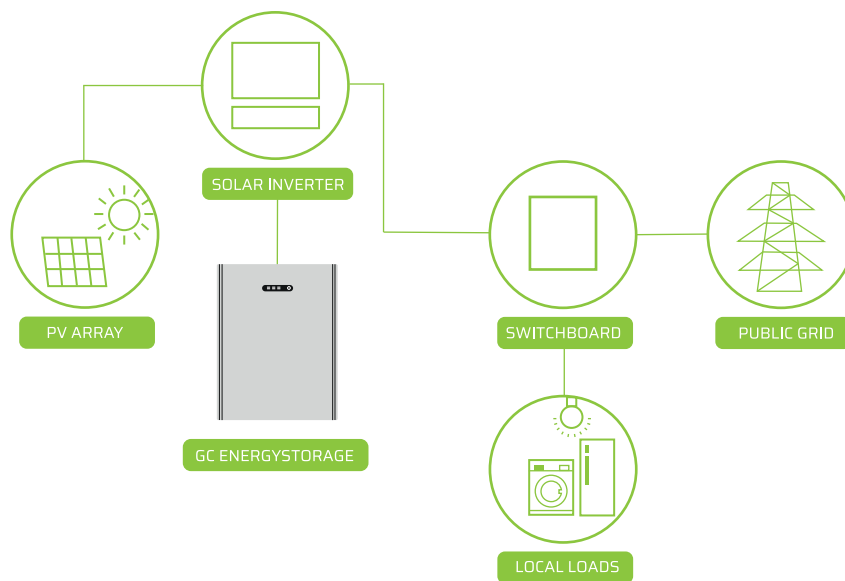 SOLAR INVERTER
PV ARRAY
SWITCHBOARD
PUBLIC GRID
GC ENERGYSTORAGE
LOCAL LOADS